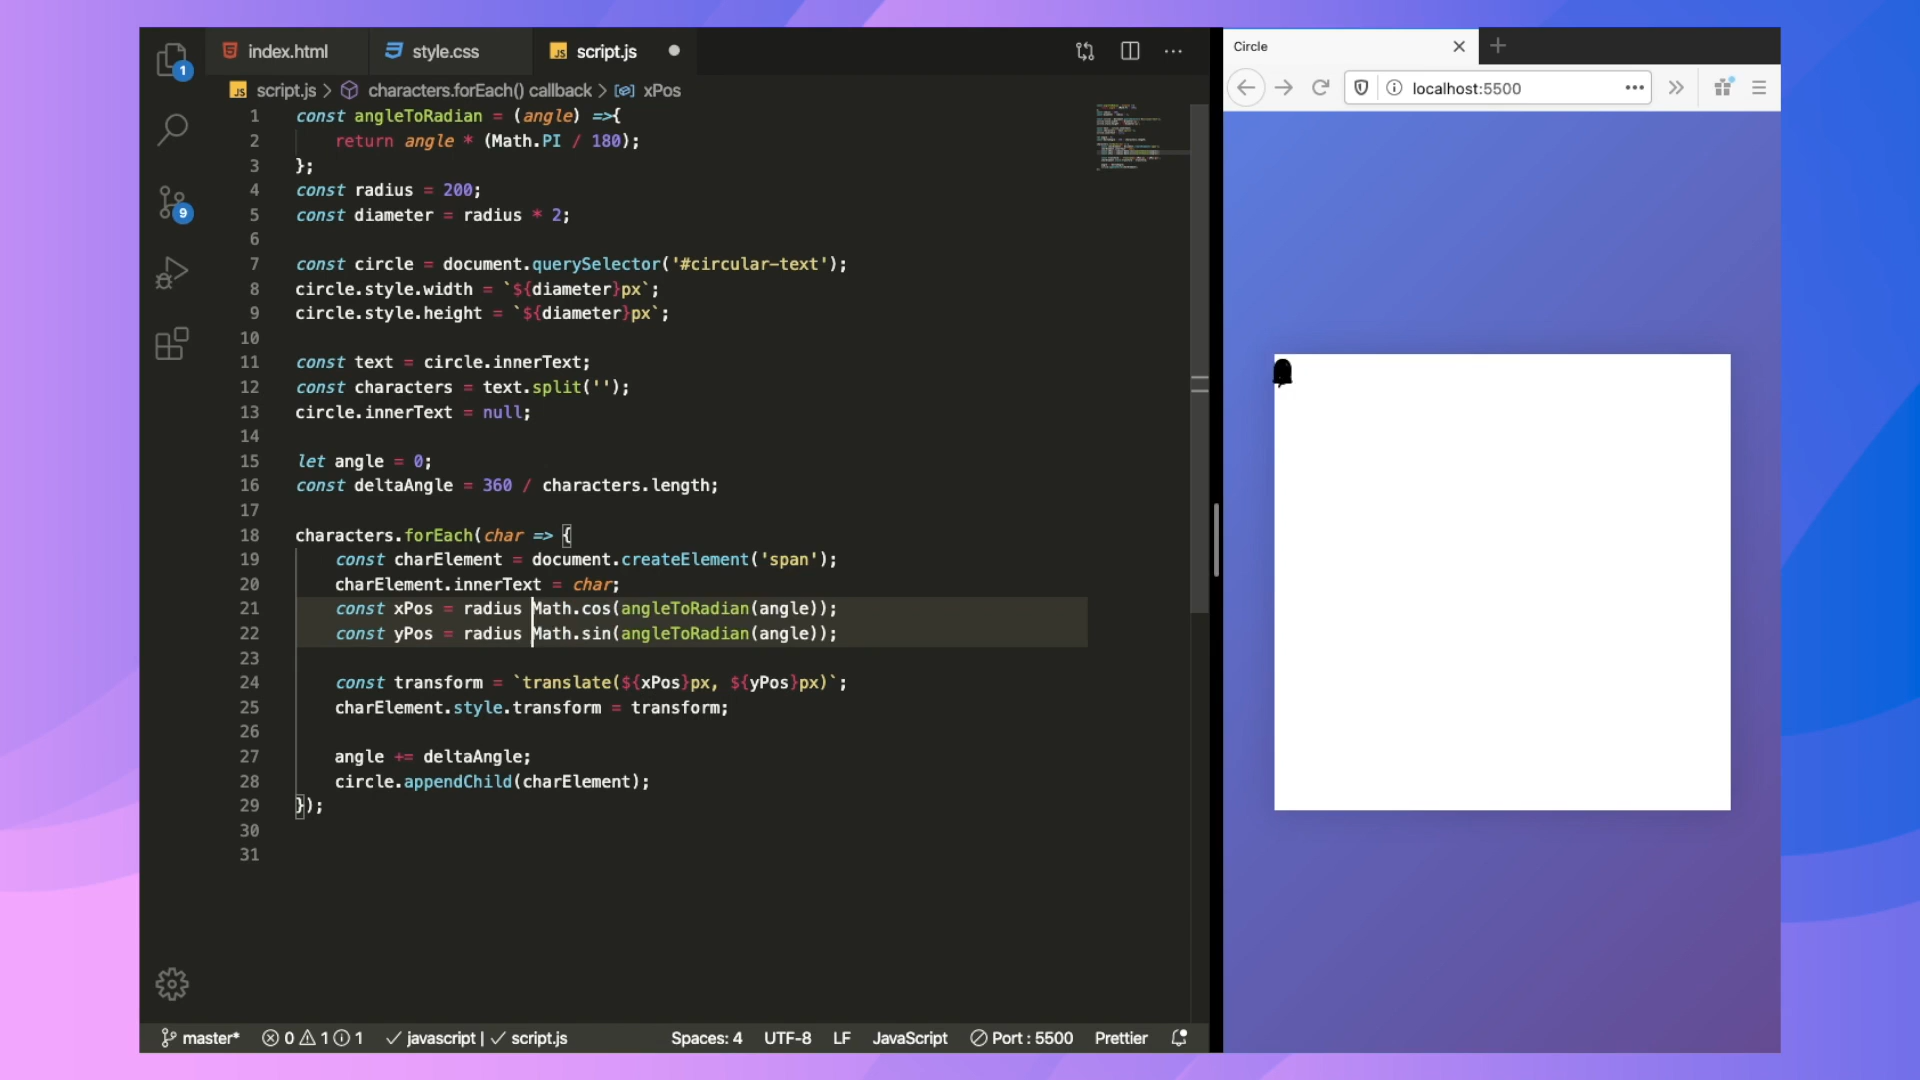 index.html
style.css
script.js
script.js > characters.forEach() callback > xPos
1 const angleToRadian = (angle) =>{
2 return angle * (Math.PI / 180);
3 };
4 const radius = 200;
5 const diameter = radius * 2;
6
7 const circle = document.querySelector('#circular-text');
8 circle.style.width = `${diameter}px`;
9 circle.style.height = `${diameter}px`;
10
11 const text = circle.innerText;
12 const characters = text.split('');
13 circle.innerText = null;
14
15 let angle = 0;
16 const deltaAngle = 360 / characters.length;
17
18 characters.forEach(char => {
19 const charElement = document.createElement('span');
20 charElement.innerText = char;
21 const xPos = radius Math.cos(angleToRadian(angle));
22 const yPos = radius Math.sin(angleToRadian(angle));
23
24 const transform = `translate(${xPos}px, ${yPos}px)`;
25 charElement.style.transform = transform;
26
27 angle += deltaAngle;
28 circle.appendChild(charElement);
29 });
30
31
1
9
master* 0 1 1 javascript | script.js Spaces: 4 UTF-8 LF JavaScript Port : 5500 Prettier
Circle
localhost:5500